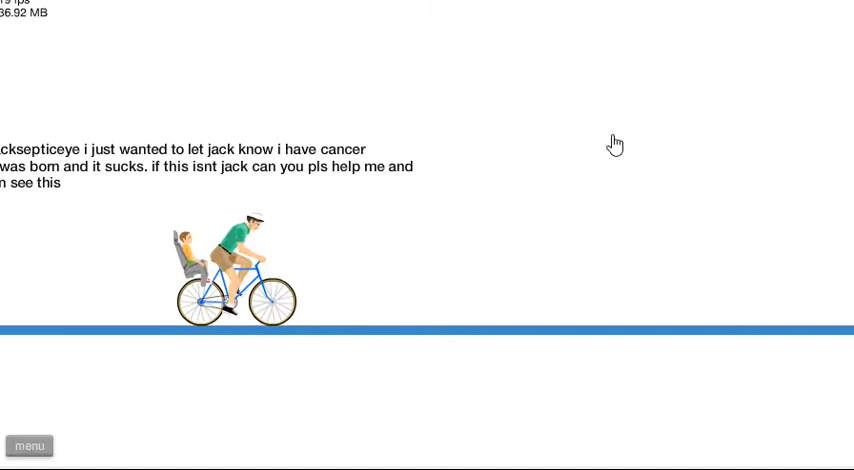 36.92 MB
cksepticeye i just wanted to let jack know i have cancer
was born and it sucks. if this isnt jack can you pls help me and
n see this
menu